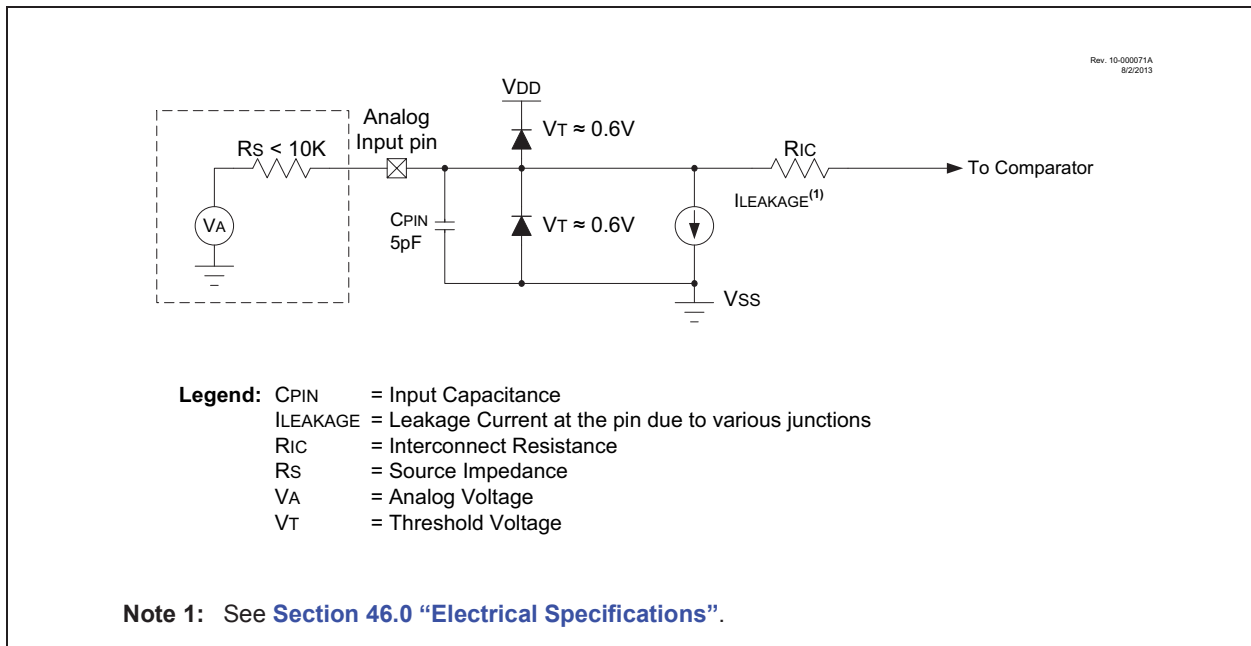 Rev. 10-000071A
8/2/2013
VDD
Analog
Input pin
VT ≈ 0.6V
RS < 10K
RIC
To Comparator
ILEAKAGE(1)
VA
CPIN
5pF
VT ≈ 0.6V
VSS
Legend: CPIN = Input Capacitance
ILEAKAGE = Leakage Current at the pin due to various junctions
RIC = Interconnect Resistance
RS = Source Impedance
VA = Analog Voltage
VT = Threshold Voltage
Note 1: See Section 46.0 “Electrical Specifications”.